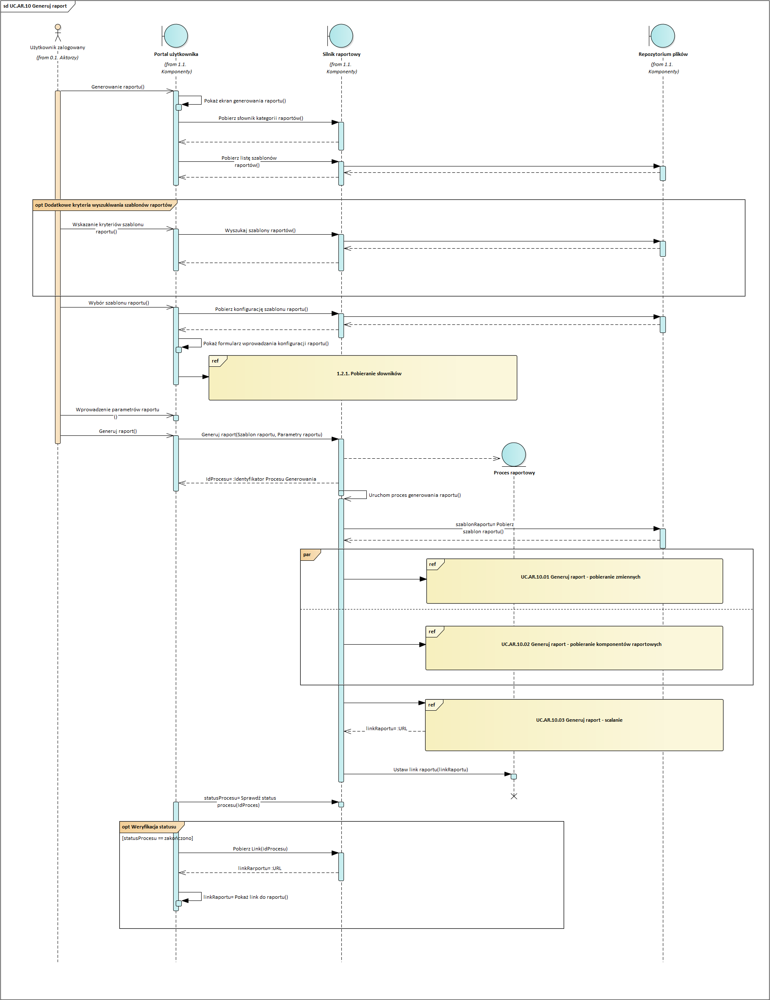 sd UC.AR.10 Generuj raport
Użytkownik zalogowany
(from 0.1. Aktorzy)
Portal użytkownika
(from 1.1.
Komponenty)
Silnik raportowy
(from 1.1.
Komponenty)
Repozytorium plików
(from 1.1.
Komponenty)
Generowanie raportu()
Pokaż ekran generowania raportu()
Pobierz słownik kategorii raportów()
Pobierz listę szablonów
raportów()
opt Dodatkowe kryteria wyszukiwania szablonów raportów
Wskazanie kryteriów szablonu
raportu()
Wyszukaj szablony raportów()
Wybór szablonu raportu()
Pobierz konfigurację szablonu raportu()
Pokaż formularz wprowadzania konfiguracji raportu()
ref
1.2.1. Pobieranie słowników
Wprowadzenie parametrów raportu
()
Generuj raport()
Generuj raport(Szablon raportu, Parametry raportu)
Proces raportowy
IdProcesu= :Identyfikator Procesu Generowania
Uruchom proces generowania raportu()
szablonRaportu= Pobierz
szablon raportu()
par
ref
UC.AR.10.01 Generuj raport - pobieranie zmiennych
ref
UC.AR.10.02 Generuj raport - pobieranie komponentów raportowych
ref
UC.AR.10.03 Generuj raport - scalanie
linkRaportu= :URL
Ustaw link raportu(linkRaportu)
statusProcesu= Sprawdź status
procesu(IdProces)
opt Weryfikacja statusu
[statusProcesu == zakończono]
Pobierz Link(idProcesu)
linkRarportu= :URL
linkRaportu= Pokaż link do raportu()